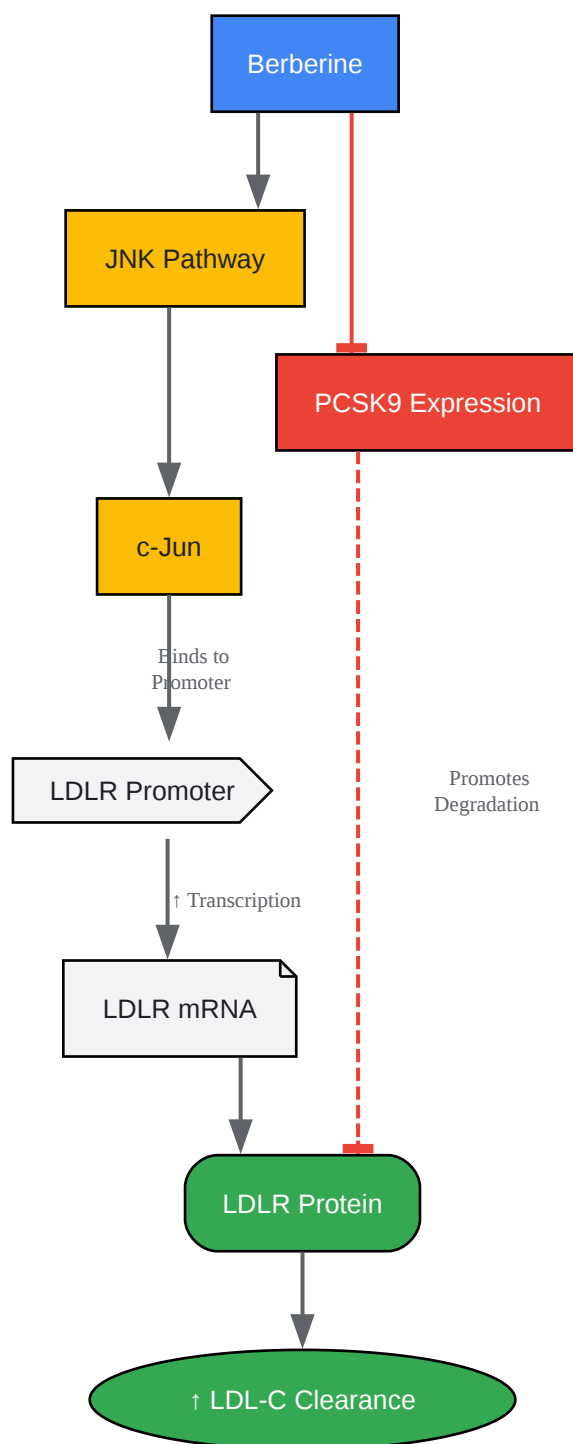 Berberine
JNK Pathway
PCSK9 Expression
c-Jun
Binds to
Promoter
LDLR Promoter
Promotes
Degradation
↑ Transcription
LDLR mRNA
LDLR Protein
↑ LDL-C Clearance